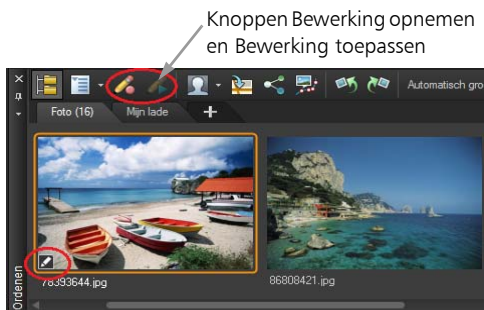 Knoppen Bewerking opnemen
en Bewerking toepassen
Automatisch gro
Foto (16)
Mijn lade
78393644.jpg
86808421.jpg
Ordenen